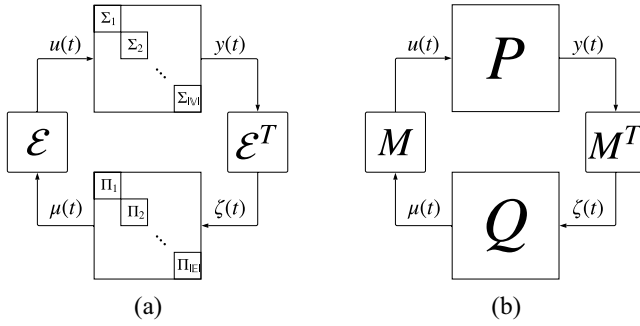 Σ₁
u(t) Σ₂ y(t)
⋱
Σ|𝕍|
ℰ ℰᵀ
Π₁
μ(t) Π₂ ζ(t)
⋱
Π|𝔼|
(a)
u(t) P y(t)
M Mᵀ
μ(t) Q ζ(t)
(b)